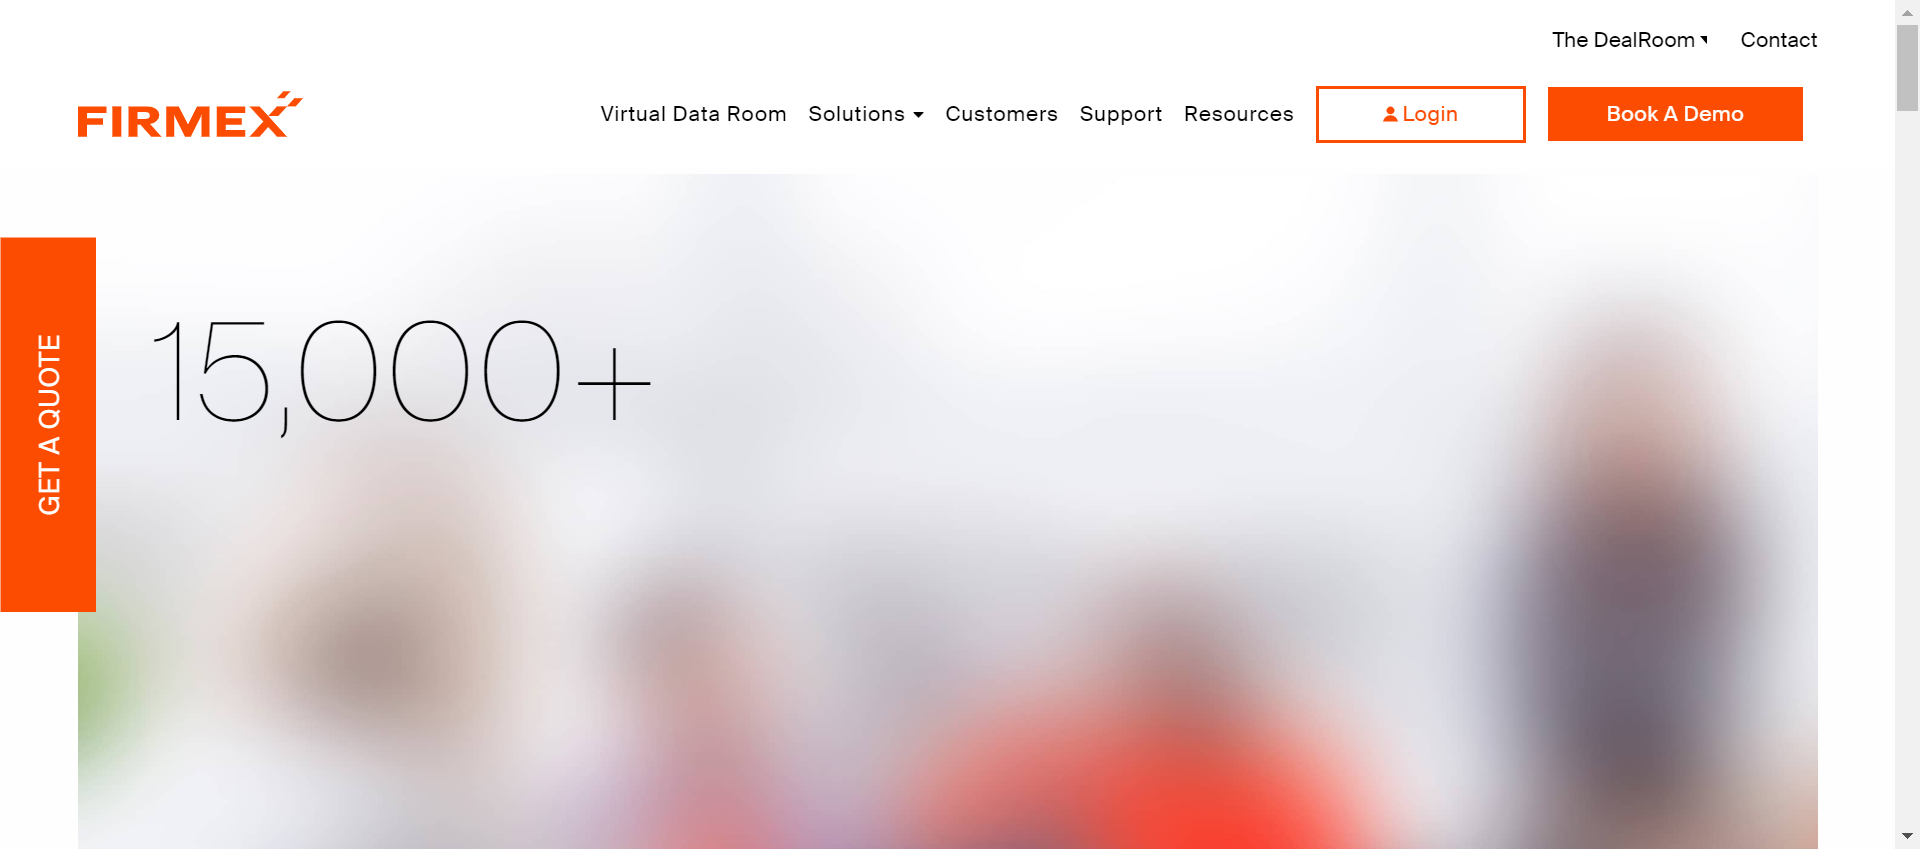 The DealRoom
Contact
FIRMEX
Virtual Data Room
Solutions
Customers
Support
Resources
Login
Book A Demo
GET A QUOTE
15,000+